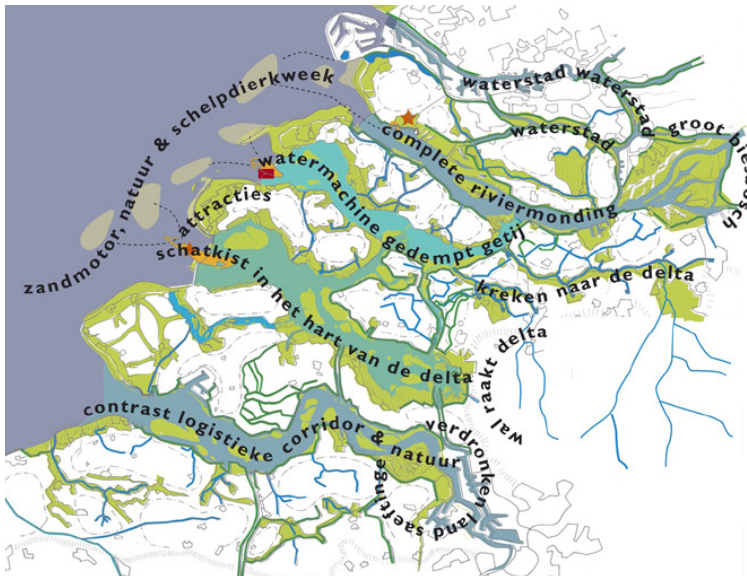 waterstad waterstad
waterstad
groot biesbosch
zandmotor, natuur & schelpdierkweek
complete riviermonding
watermachine gedempt getij
attracties
schatkist in het hart van de delta
kreken naar de delta
wal raakt delta
contrast logistieke corridor & natuur
verdronken land saeftinge